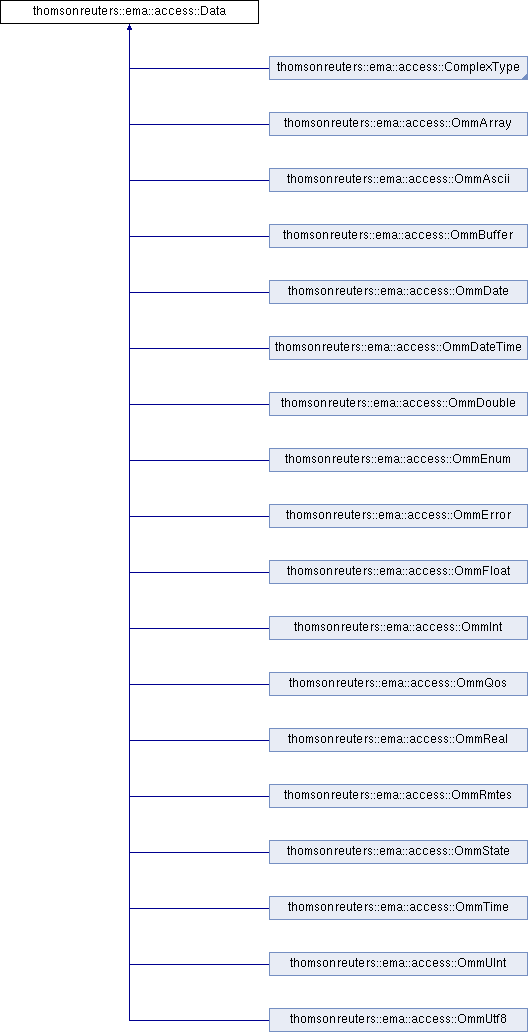 thomsonreuters::ema::access::Data
thomsonreuters::ema::access::ComplexType
thomsonreuters::ema::access::OmmArray
thomsonreuters::ema::access::OmmAscii
thomsonreuters::ema::access::OmmBuffer
thomsonreuters::ema::access::OmmDate
thomsonreuters::ema::access::OmmDateTime
thomsonreuters::ema::access::OmmDouble
thomsonreuters::ema::access::OmmEnum
thomsonreuters::ema::access::OmmError
thomsonreuters::ema::access::OmmFloat
thomsonreuters::ema::access::OmmInt
thomsonreuters::ema::access::OmmQos
thomsonreuters::ema::access::OmmReal
thomsonreuters::ema::access::OmmRmtes
thomsonreuters::ema::access::OmmState
thomsonreuters::ema::access::OmmTime
thomsonreuters::ema::access::OmmUInt
thomsonreuters::ema::access::OmmUtf8